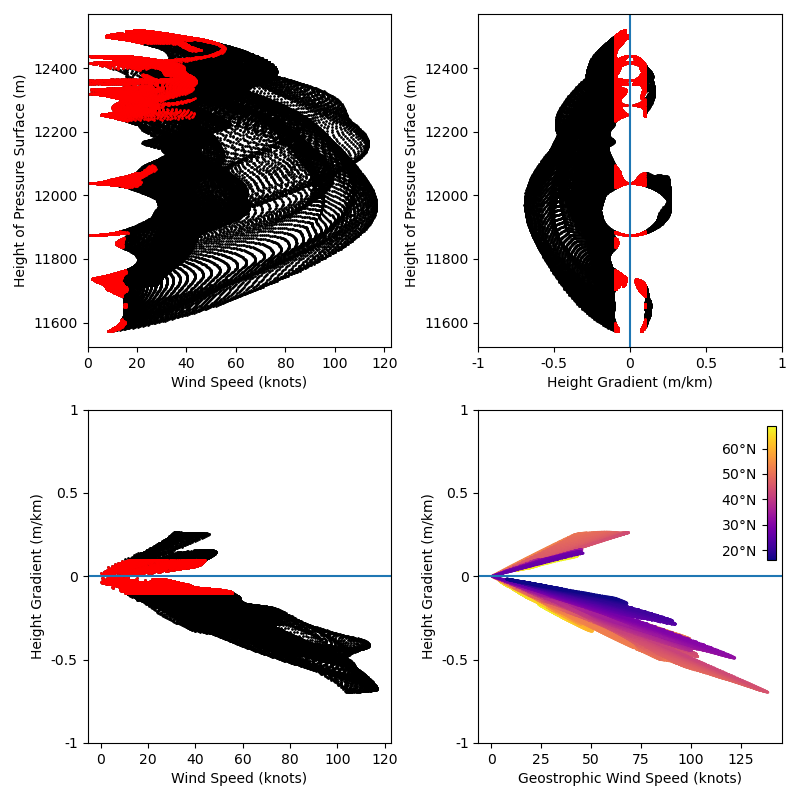 12400
12200
12000
11800
11600
Height of Pressure Surface (m)
0 20 40 60 80 100 120
Wind Speed (knots)
12400
12200
12000
11800
11600
Height of Pressure Surface (m)
-1 -0.5 0 0.5 1
Height Gradient (m/km)
1
0.5
0
-0.5
-1
Height Gradient (m/km)
0 20 40 60 80 100 120
Wind Speed (knots)
1
0.5
0
-0.5
-1
Height Gradient (m/km)
60°N
50°N
40°N
30°N
20°N
0 25 50 75 100 125
Geostrophic Wind Speed (knots)